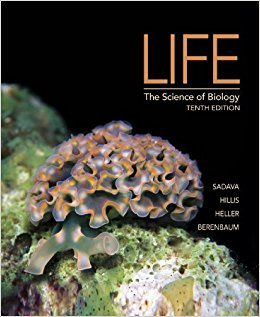 LIFE
The Science of Biology
TENTH EDITION
SADAVA
HILLIS
HELLER
BERENBAUM